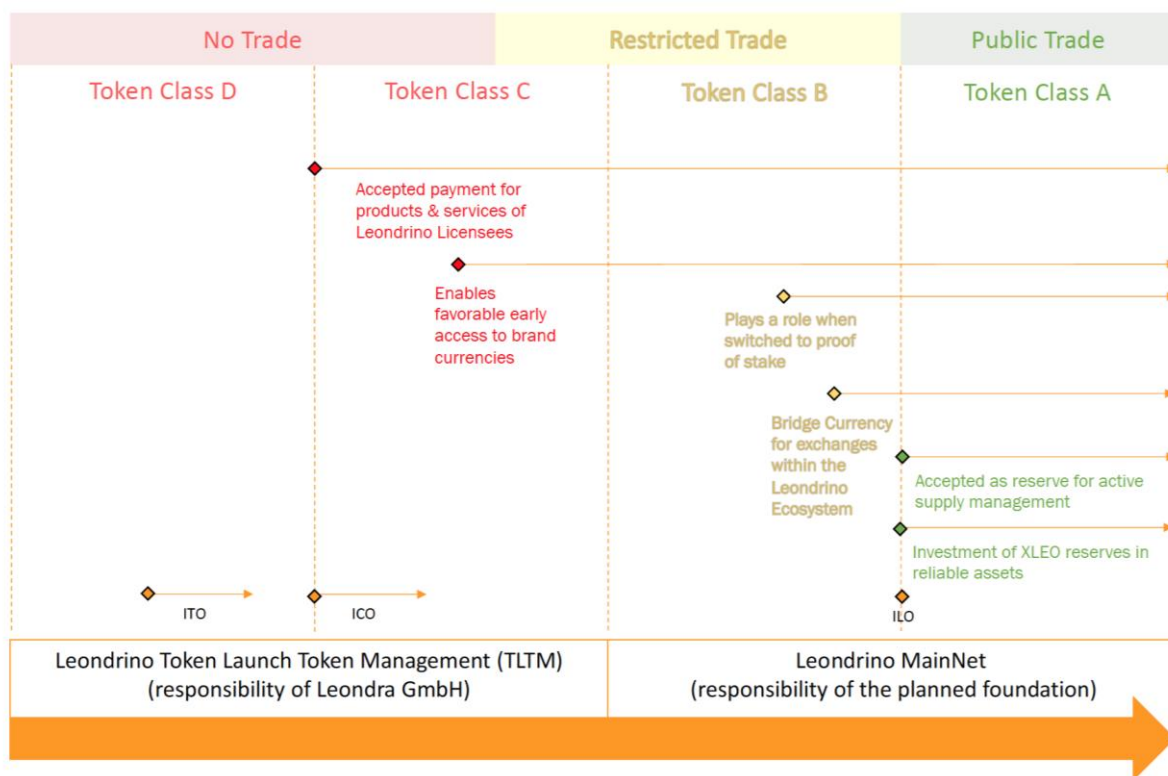 No Trade
Restricted Trade
Public Trade
Token Class D
Token Class C
Token Class B
Token Class A
Accepted payment for
products & services of
Leondrino Licensees
Enables
favorable early
access to brand
currencies
Plays a role when
switched to proof
of stake
Bridge Currency
for exchanges
within the
Leondrino
Ecosystem
Accepted as reserve for active
supply management
Investment of XLEO reserves in
reliable assets
ITO
ICO
ILO
Leondrino Token Launch Token Management (TLTM)
(responsibility of Leondra GmbH)
Leondrino MainNet
(responsibility of the planned foundation)